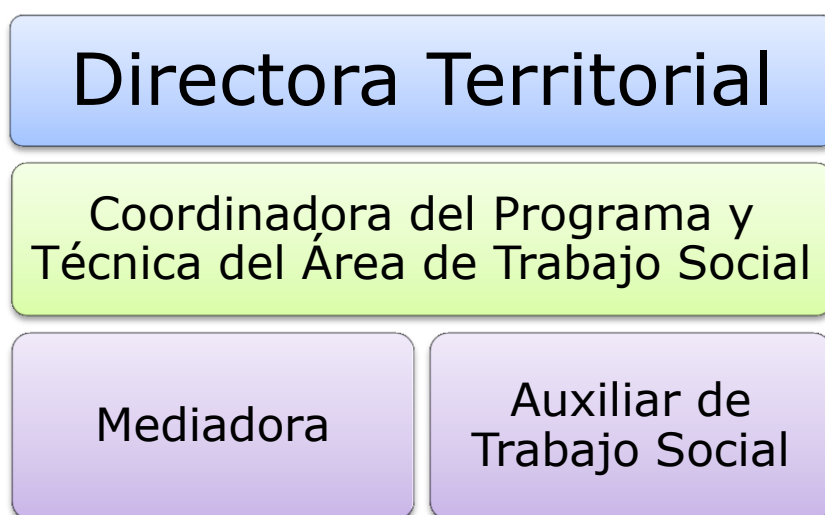 Directora Territorial
Coordinadora del Programa y
Técnica del Área de Trabajo Social
Mediadora
Auxiliar de
Trabajo Social